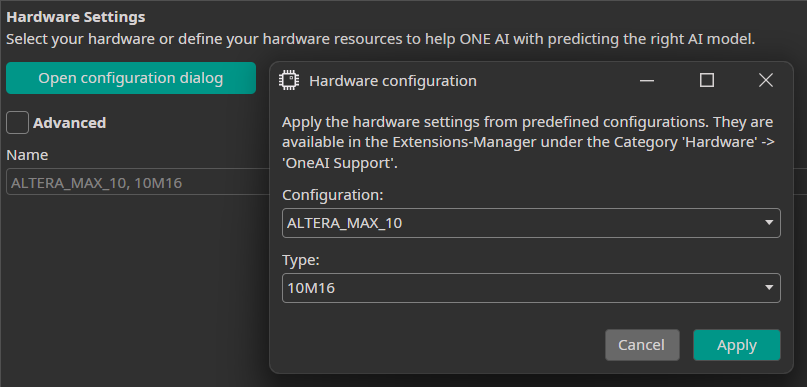 Hardware Settings
Select your hardware or define your hardware resources to help ONE AI with predicting the right AI model.
Open configuration dialog
Advanced
Name
ALTERA_MAX_10, 10M16
Hardware configuration
Apply the hardware settings from predefined configurations. They are
available in the Extensions-Manager under the Category 'Hardware' ->
'OneAI Support'.
Configuration:
ALTERA_MAX_10
Type:
10M16
Cancel
Apply